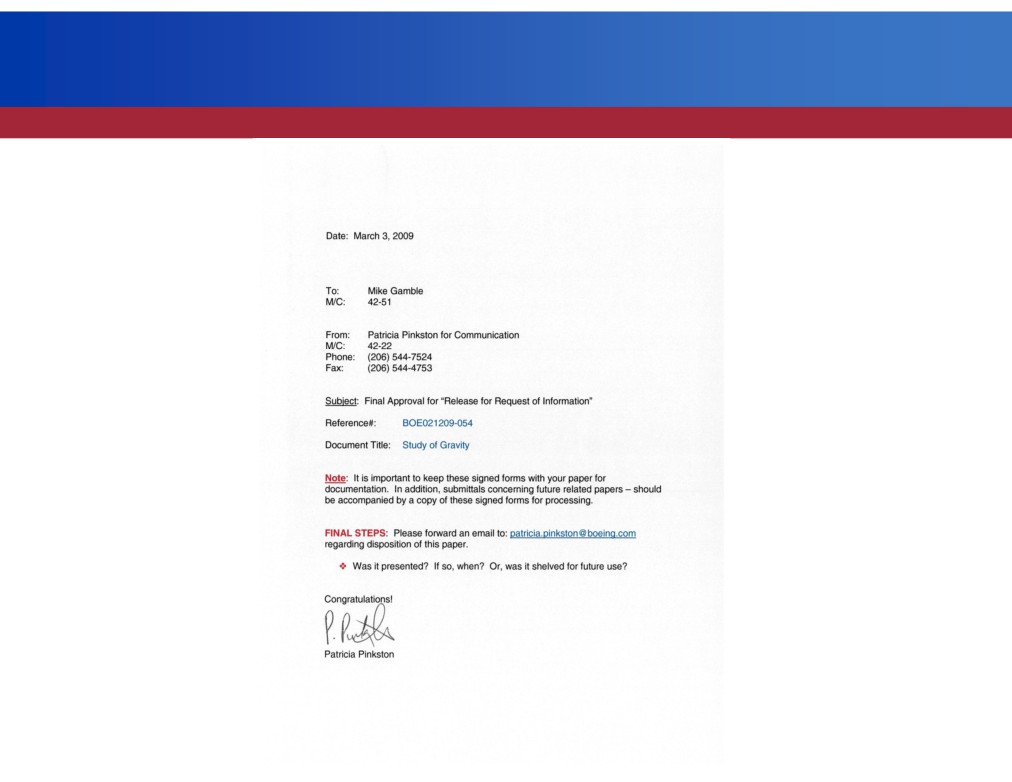 Date: March 3, 2009
To: Mike Gamble
M/C: 42-51
From: Patricia Pinkston for Communication
M/C: 42-22
Phone: (206) 544-7524
Fax: (206) 544-4753
Subject: Final Approval for “Release for Request of Information”
Reference#: BOE021209-054
Document Title: Study of Gravity
Note: It is important to keep these signed forms with your paper for
documentation. In addition, submittals concerning future related papers – should
be accompanied by a copy of these signed forms for processing.
FINAL STEPS: Please forward an email to: patricia.pinkston@boeing.com
regarding disposition of this paper.
❖ Was it presented? If so, when? Or, was it shelved for future use?
Congratulations!
P. Pinkston
Patricia Pinkston